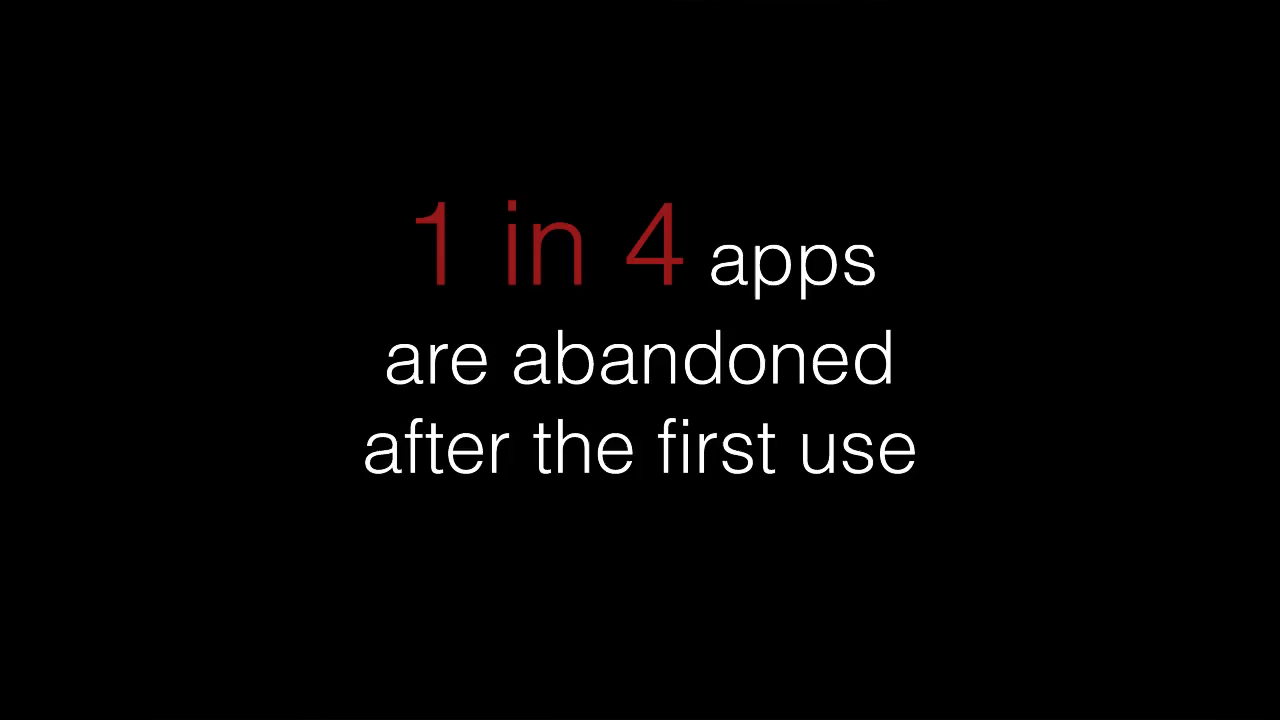 1 in 4 apps
are abandoned
after the first use